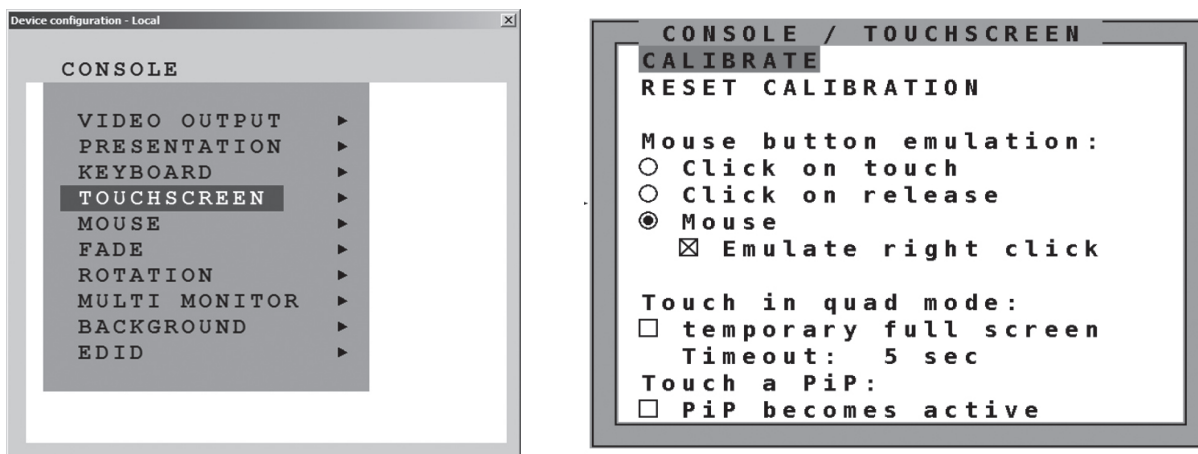 Device configuration - Local
CONSOLE
VIDEO OUTPUT
PRESENTATION
KEYBOARD
TOUCHSCREEN
MOUSE
FADE
ROTATION
MULTI MONITOR
BACKGROUND
EDID
CONSOLE / TOUCHSCREEN
CALIBRATE
RESET CALIBRATION
Mouse button emulation:
Click on touch
Click on release
Mouse
Emulate right click
Touch in quad mode:
temporary full screen
Timeout: 5 sec
Touch a PiP:
PiP becomes active